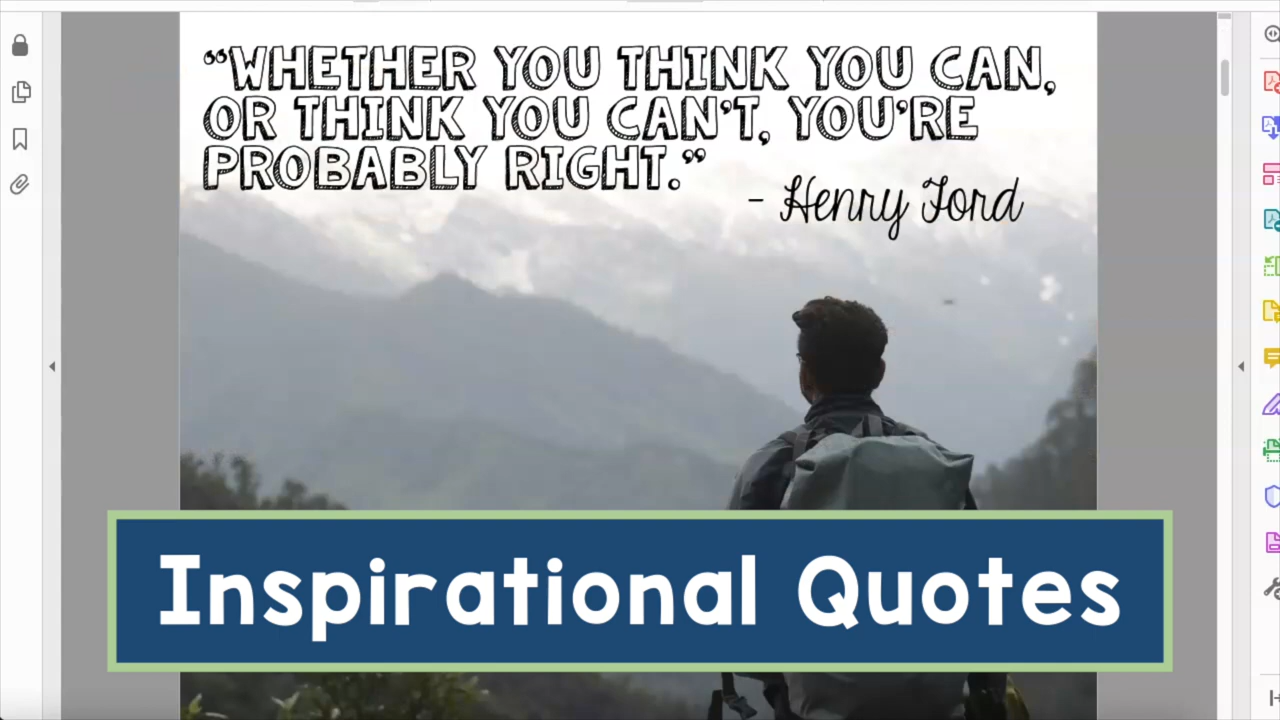 “WHETHER YOU THINK YOU CAN,
OR THINK YOU CAN’T, YOU’RE
PROBABLY RIGHT.”
- Henry Ford
Inspirational Quotes